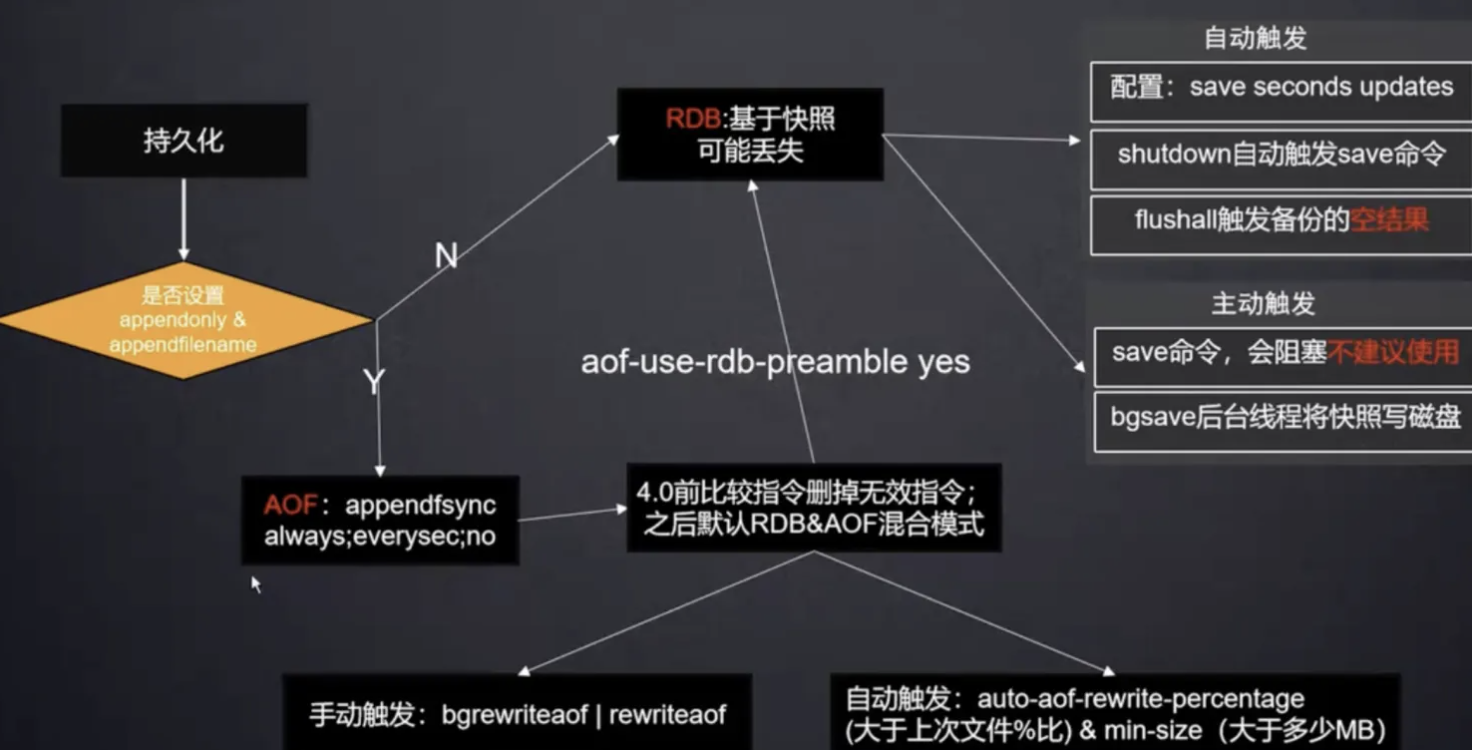 持久化
是否设置
appendonly &
appendfilename
N
Y
RDB:基于快照
可能丢失
自动触发
配置：save seconds updates
shutdown自动触发save命令
flushall触发备份的空结果
主动触发
save命令，会阻塞不建议使用
bgsave后台线程将快照写磁盘
aof-use-rdb-preamble yes
AOF：appendfsync
always;everysec;no
4.0前比较指令删掉无效指令；
之后默认RDB&AOF混合模式
手动触发：bgrewriteaof | rewriteaof
自动触发：auto-aof-rewrite-percentage
(大于上次文件%比) & min-size（大于多少MB）